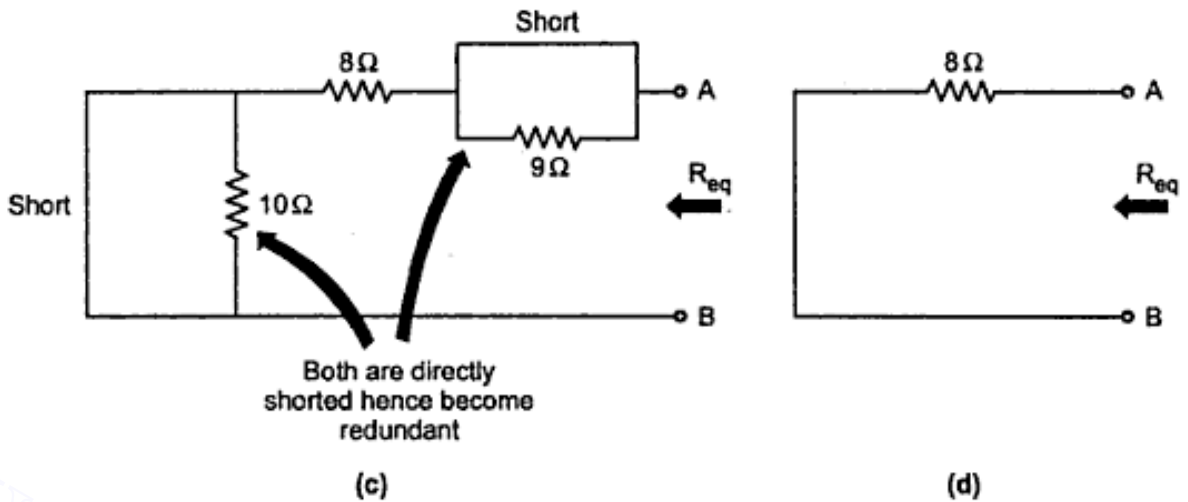 Short
8Ω
A
9Ω
Short
10Ω
Req
B
Both are directly
shorted hence become
redundant
(c)
8Ω
A
Req
B
(d)